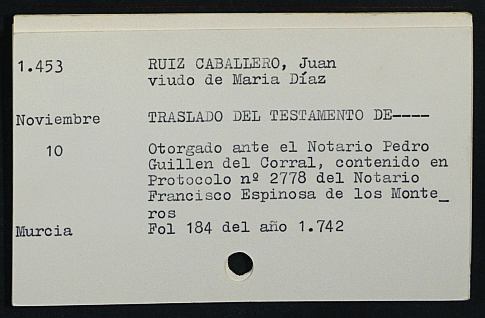 1.453 RUIZ CABALLERO, Juan
viudo de Maria Díaz
Noviembre TRASLADO DEL TESTAMENTO DE----
10 Otorgado ante el Notario Pedro
Guillen del Corral, contenido en
Protocolo nº 2778 del Notario
Francisco Espinosa de los Monte_
ros
Murcia Fol 184 del año 1.742